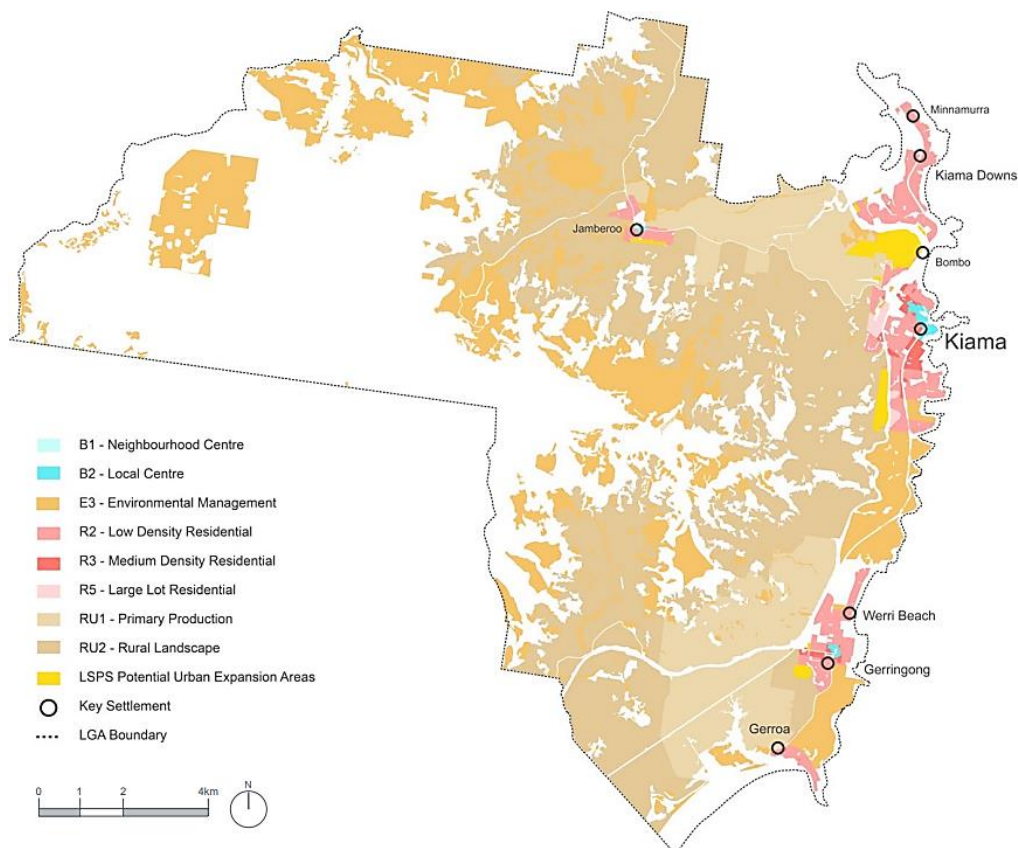 Minnamurra
Kiama Downs
Jamberoo
Bombo
Kiama
B1 - Neighbourhood Centre
B2 - Local Centre
E3 - Environmental Management
R2 - Low Density Residential
R3 - Medium Density Residential
R5 - Large Lot Residential
RU1 - Primary Production
RU2 - Rural Landscape
LSPS Potential Urban Expansion Areas
Key Settlement
LGA Boundary
Werri Beach
Gerringong
Gerroa
0 1 2 4km
N